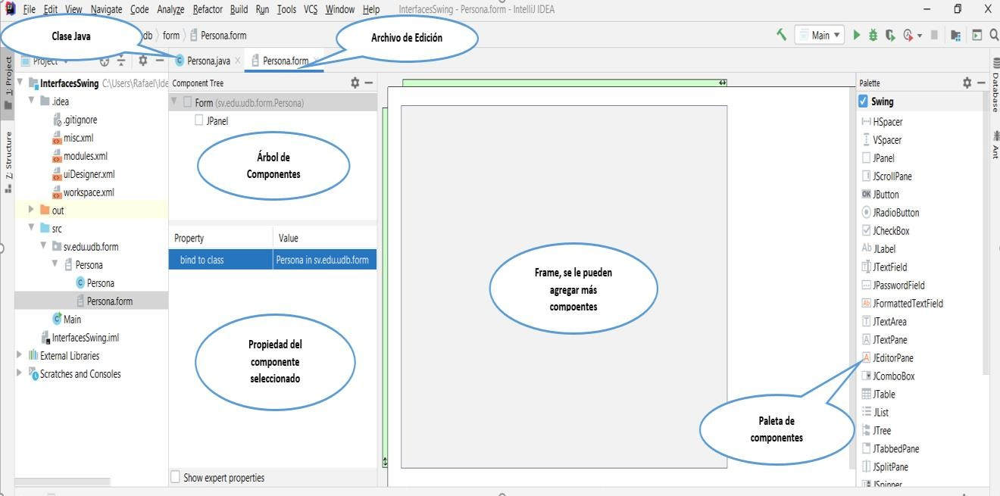 File Edit View Navigate Code Analyze Refactor Build Run Tools VCS Window Help InterfacesSwing - Persona.form - IntelliJ IDEA
Clase Java
db form Persona.form
Archivo de Edición
Main
Project
Persona.java
Persona.form
1: Project
Z: Structure
InterfacesSwing C:\Users\Rafael\Ide
.idea
.gitignore
misc.xml
modules.xml
uiDesigner.xml
workspace.xml
out
src
sv.edu.udb.form
Persona
Persona
Persona.form
Main
InterfacesSwing.iml
External Libraries
Scratches and Consoles
Component Tree
Form (sv.edu.udb.form.Persona)
JPanel
Árbol de
Componentes
Property Value
bind to class Persona in sv.edu.udb.form
Propiedad del
componente
seleccionado
Show expert properties
Frame, se le pueden
agregar más
compoentes
Palette
Swing
HSpacer
VSpacer
JPanel
JScrollPane
OK JButton
JRadioButton
JCheckBox
Ab JLabel
JTextField
JPasswordField
JFormattedTextField
JTextArea
JTextPane
JEditorPane
JComboBox
JTable
JList
JTree
JTabbedPane
JSplitPane
JSpinner
Paleta de
componentes
Database
Ant